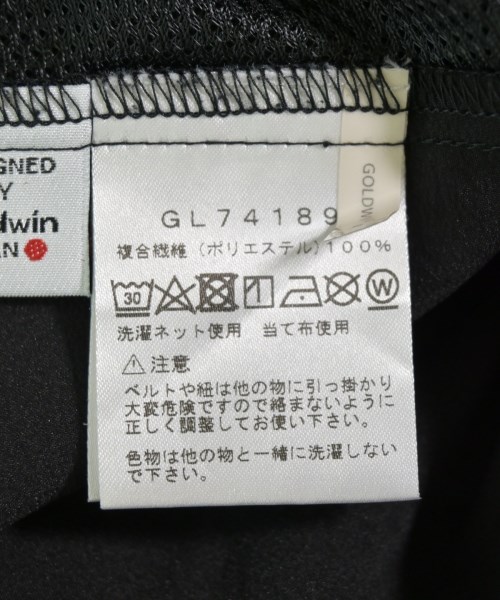 GNED
Y
dwin
AN
GOLDW
GL74189
複合繊維（ポリエステル）100%
30 W
洗濯ネット使用 当て布使用
⚠注意
ベルトや紐は他の物に引っ掛かり
大変危険ですので絡まないように
正しく調整してお使い下さい。
色物は他の物と一緒に洗濯しない
で下さい。